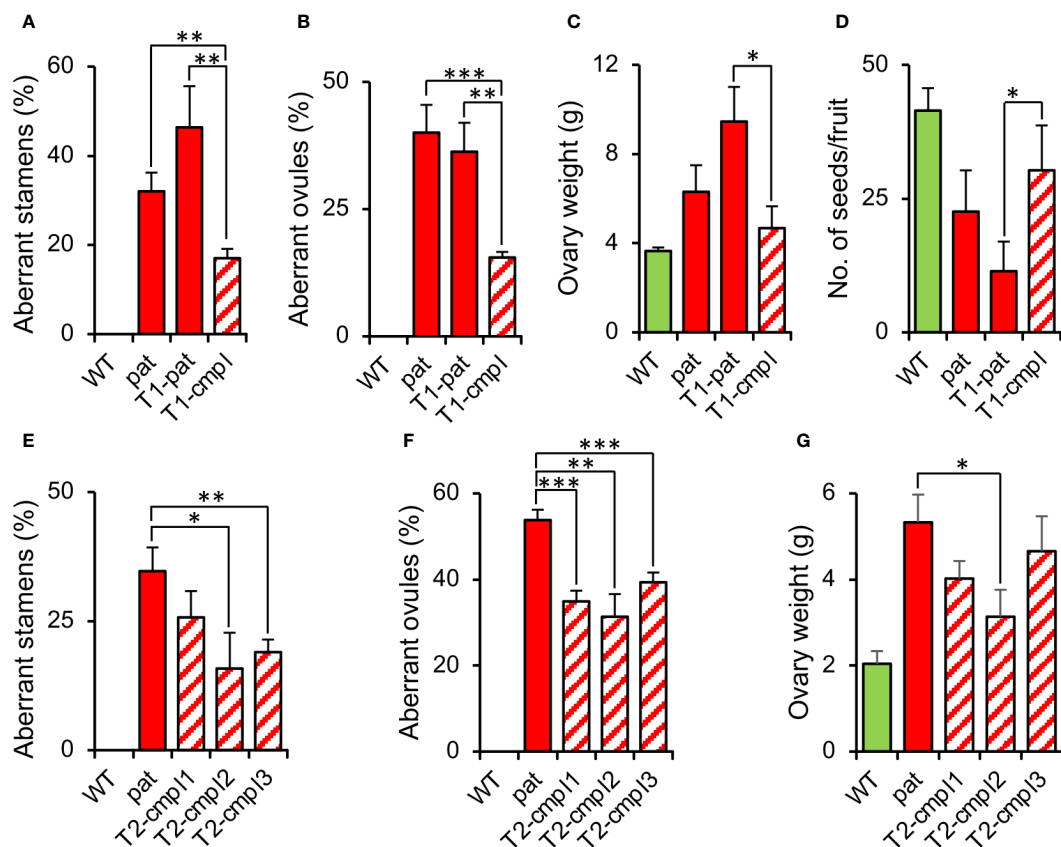 A
Aberrant stamens (%)
60
40
20
0
**
**
WT
pat
T1-pat
T1-cmpl
B
Aberrant ovules (%)
50
25
0
***
**
WT
pat
T1-pat
T1-cmpl
C
Ovary weight (g)
12
8
4
0
*
WT
pat
T1-pat
T1-cmpl
D
No. of seeds/fruit
50
25
0
*
WT
pat
T1-pat
T1-cmpl
E
Aberrant stamens (%)
50
25
0
**
*
WT
pat
T2-cmpl1
T2-cmpl2
T2-cmpl3
F
Aberrant ovules (%)
60
40
20
0
***
**
***
WT
pat
T2-cmpl1
T2-cmpl2
T2-cmpl3
G
Ovary weight (g)
6
4
2
0
*
WT
pat
T2-cmpl1
T2-cmpl2
T2-cmpl3